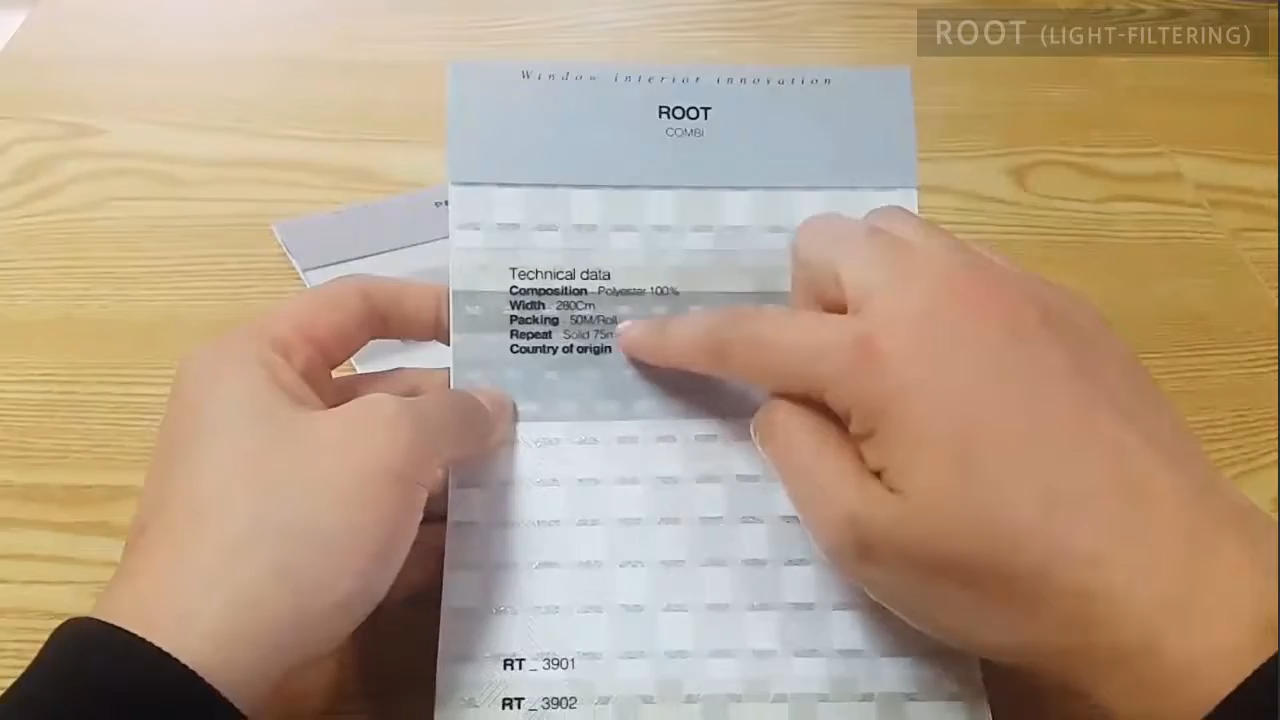 ROOT (LIGHT-FILTERING)
Window interior innovation
ROOT
COMBI
Technical data
Composition - Polyester 100%
Width - 280Cm
Packing - 50M/Roll
Repeat - Solid 75m
Country of origin
RT _ 3901
RT _ 3902